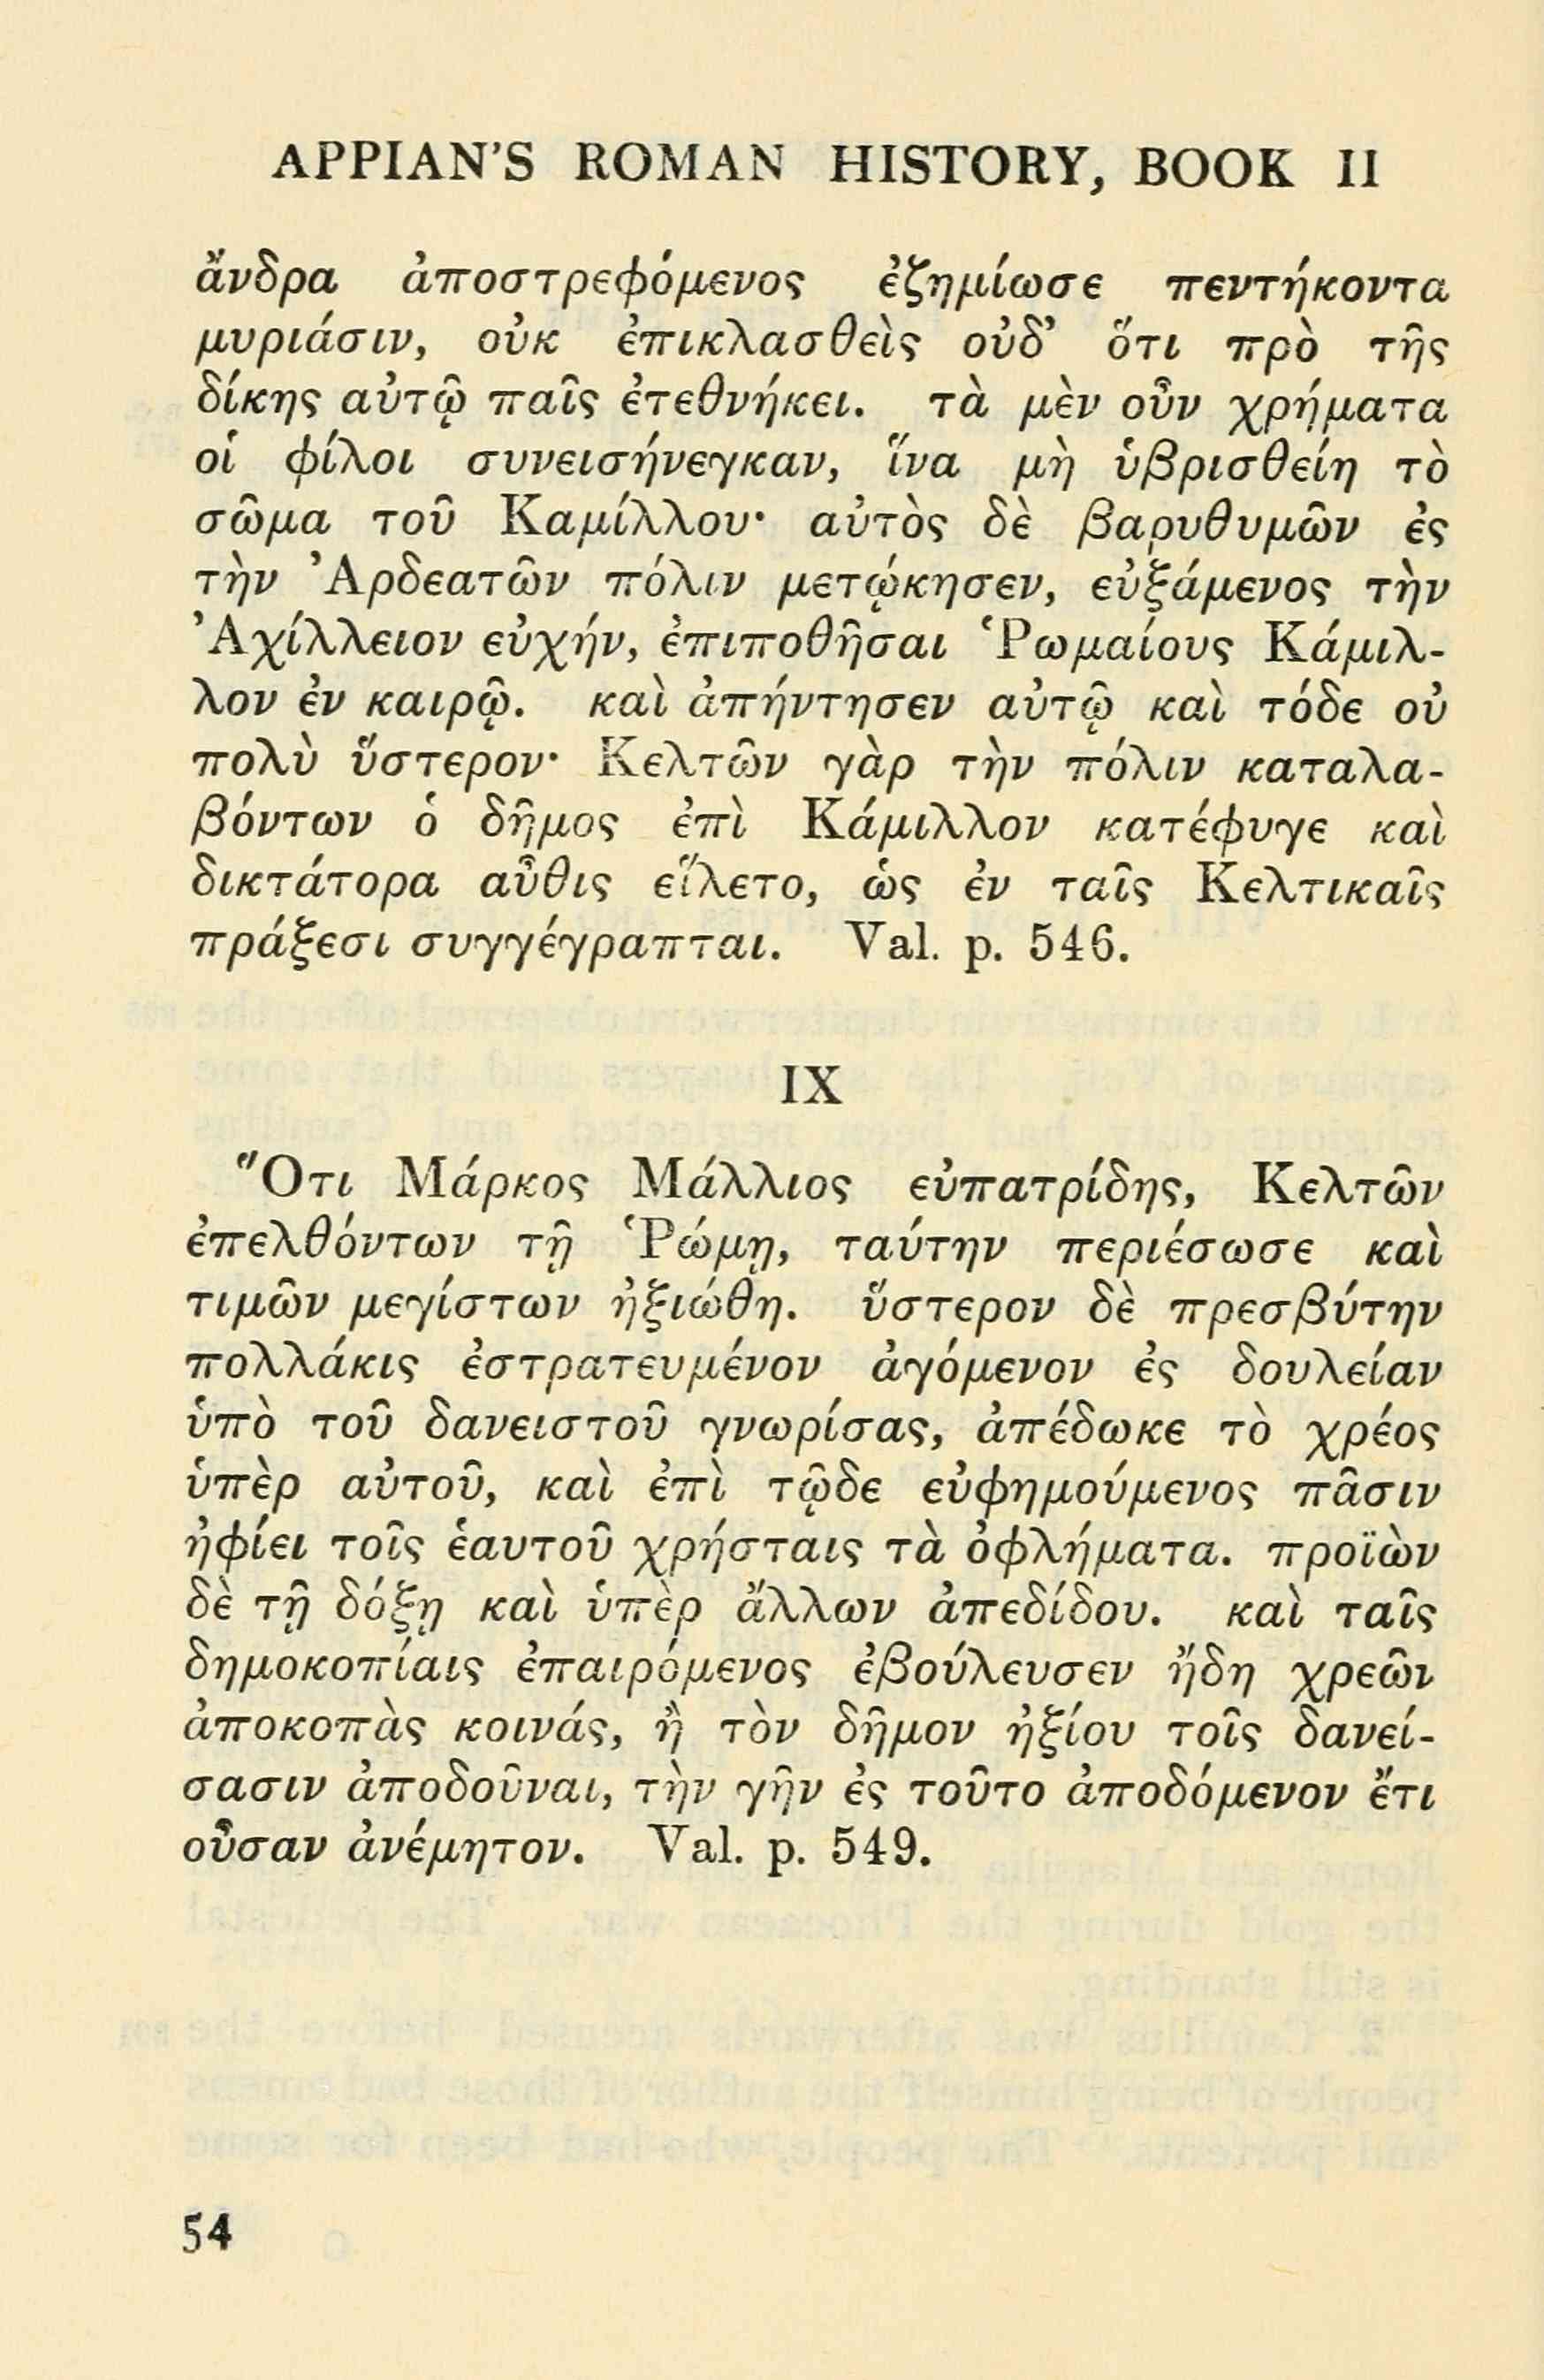 APPIAN'S ROMAN HISTORY, BOOK II
ἄνδρα ἀποστρεφόμενος ἐζημίωσε πεντήκοντα
μυριάσιν, οὐκ ἐπικλασθεὶς οὐδ' ὅτι πρὸ τῆς
δίκης αὐτῷ παῖς ἐτεθνήκει. τὰ μὲν οὖν χρήματα
οἱ φίλοι συνεισήνεγκαν, ἵνα μὴ ὑβρισθείη τὸ
σῶμα τοῦ Καμίλλου· αὐτὸς δὲ βαρυθυμῶν ἐς
τὴν Ἀρδεατῶν πόλιν μετῴκησεν, εὐξάμενος τὴν
Ἀχίλλειον εὐχήν, ἐπιποθῆσαι Ῥωμαίους Κάμιλ-
λον ἐν καιρῷ. καὶ ἀπήντησεν αὐτῷ καὶ τόδε οὐ
πολὺ ὕστερον· Κελτῶν γὰρ τὴν πόλιν καταλα-
βόντων ὁ δῆμος ἐπὶ Κάμιλλον κατέφυγε καὶ
δικτάτορα αὖθις εἵλετο, ὡς ἐν ταῖς Κελτικαῖς
πράξεσι συγγέγραπται. Val. p. 546.
IX
Ὅτι Μάρκος Μάλλιος εὐπατρίδης, Κελτῶν
ἐπελθόντων τῇ Ῥώμῃ, ταύτην περιέσωσε καὶ
τιμῶν μεγίστων ἠξιώθη. ὕστερον δὲ πρεσβύτην
πολλάκις ἐστρατευμένον ἀγόμενον ἐς δουλείαν
ὑπὸ τοῦ δανειστοῦ γνωρίσας, ἀπέδωκε τὸ χρέος
ὑπὲρ αὐτοῦ, καὶ ἐπὶ τῷδε εὐφημούμενος πᾶσιν
ἠφίει τοῖς ἑαυτοῦ χρήσταις τὰ ὀφλήματα. προϊὼν
δὲ τῇ δόξῃ καὶ ὑπὲρ ἄλλων ἀπεδίδου. καὶ ταῖς
δημοκοπίαις ἐπαιρόμενος ἐβούλευσεν ἤδη χρεῶν
ἀποκοπὰς κοινάς, ἢ τὸν δῆμον ἠξίου τοῖς δανεί-
σασιν ἀποδοῦναι, τὴν γῆν ἐς τοῦτο ἀποδόμενον ἔτι
οὖσαν ἀνέμητον. Val. p. 549.
54